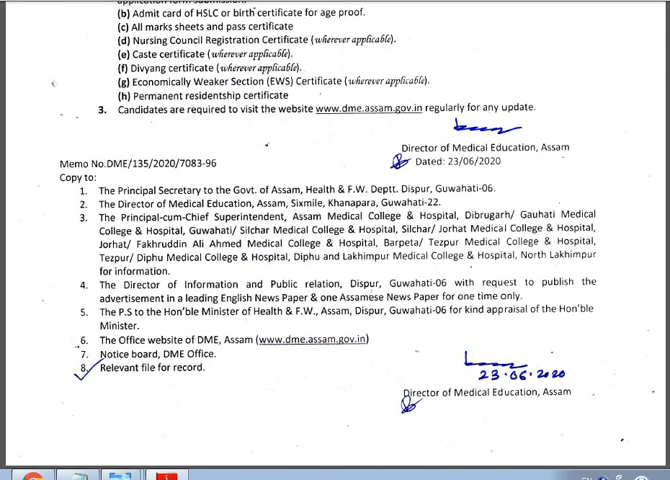 (b) Admit card of HSLC or birth certificate for age proof.
(c) All marks sheets and pass certificate
(d) Nursing Council Registration Certificate (wherever applicable).
(e) Caste certificate (wherever applicable).
(f) Divyang certificate (wherever applicable).
(g) Economically Weaker Section (EWS) Certificate (wherever applicable).
(h) Permanent residentship certificate
3. Candidates are required to visit the website www.dme.assam.gov.in regularly for any update.
Director of Medical Education, Assam
Memo No.DME/135/2020/7083-96
Dated: 23/06/2020
Copy to:
1. The Principal Secretary to the Govt. of Assam, Health & F.W. Deptt. Dispur, Guwahati-06.
2. The Director of Medical Education, Assam, Sixmile, Khanapara, Guwahati-22.
3. The Principal-cum-Chief Superintendent, Assam Medical College & Hospital, Dibrugarh/ Gauhati Medical
College & Hospital, Guwahati/ Silchar Medical College & Hospital, Silchar/ Jorhat Medical College & Hospital,
Jorhat/ Fakhruddin Ali Ahmed Medical College & Hospital, Barpeta/ Tezpur Medical College & Hospital,
Tezpur/ Diphu Medical College & Hospital, Diphu and Lakhimpur Medical College & Hospital, North Lakhimpur
for information.
4. The Director of Information and Public relation, Dispur, Guwahati-06 with request to publish the
advertisement in a leading English News Paper & one Assamese News Paper for one time only.
5. The P.S to the Hon'ble Minister of Health & F.W., Assam, Dispur, Guwahati-06 for kind appraisal of the Hon'ble
Minister.
6. The Office website of DME, Assam (www.dme.assam.gov.in)
7. Notice board, DME Office.
8. Relevant file for record.
23.06.2020
Director of Medical Education, Assam